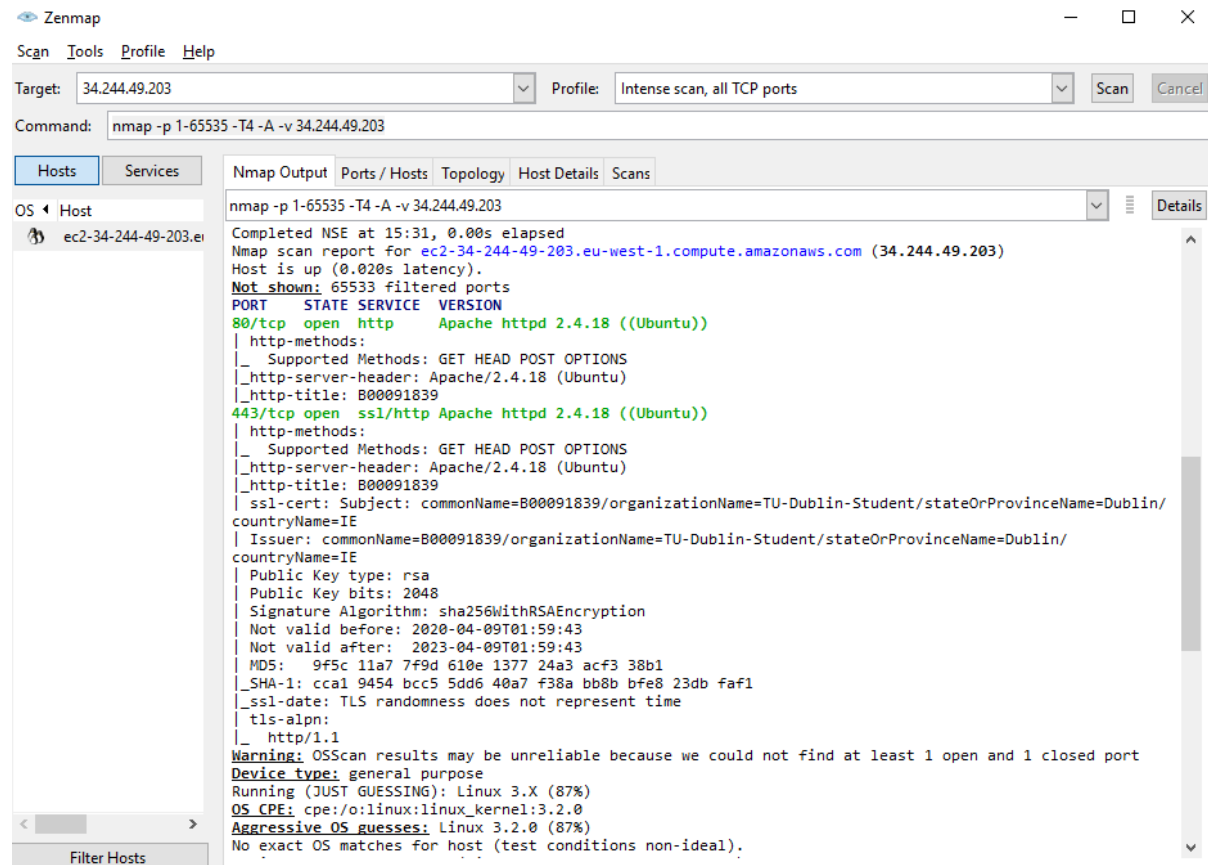 Zenmap
Scan Tools Profile Help
Target: 34.244.49.203 Profile: Intense scan, all TCP ports Scan Cancel
Command: nmap -p 1-65535 -T4 -A -v 34.244.49.203
Hosts Services Nmap Output Ports / Hosts Topology Host Details Scans
OS Host
nmap -p 1-65535 -T4 -A -v 34.244.49.203 Details
ec2-34-244-49-203.e
Completed NSE at 15:31, 0.00s elapsed
Nmap scan report for ec2-34-244-49-203.eu-west-1.compute.amazonaws.com (34.244.49.203)
Host is up (0.020s latency).
Not shown: 65533 filtered ports
PORT STATE SERVICE VERSION
80/tcp open http Apache httpd 2.4.18 ((Ubuntu))
| http-methods:
|_ Supported Methods: GET HEAD POST OPTIONS
|_http-server-header: Apache/2.4.18 (Ubuntu)
|_http-title: B00091839
443/tcp open ssl/http Apache httpd 2.4.18 ((Ubuntu))
| http-methods:
|_ Supported Methods: GET HEAD POST OPTIONS
|_http-server-header: Apache/2.4.18 (Ubuntu)
|_http-title: B00091839
| ssl-cert: Subject: commonName=B00091839/organizationName=TU-Dublin-Student/stateOrProvinceName=Dublin/
countryName=IE
| Issuer: commonName=B00091839/organizationName=TU-Dublin-Student/stateOrProvinceName=Dublin/
countryName=IE
| Public Key type: rsa
| Public Key bits: 2048
| Signature Algorithm: sha256WithRSAEncryption
| Not valid before: 2020-04-09T01:59:43
| Not valid after: 2023-04-09T01:59:43
| MD5: 9f5c 11a7 7f9d 610e 1377 24a3 acf3 38b1
|_SHA-1: cca1 9454 bcc5 5dd6 40a7 f38a bb8b bfe8 23db faf1
|_ssl-date: TLS randomness does not represent time
| tls-alpn:
|_ http/1.1
Warning: OSScan results may be unreliable because we could not find at least 1 open and 1 closed port
Device type: general purpose
Running (JUST GUESSING): Linux 3.X (87%)
OS CPE: cpe:/o:linux:linux_kernel:3.2.0
Aggressive OS guesses: Linux 3.2.0 (87%)
No exact OS matches for host (test conditions non-ideal).
Filter Hosts